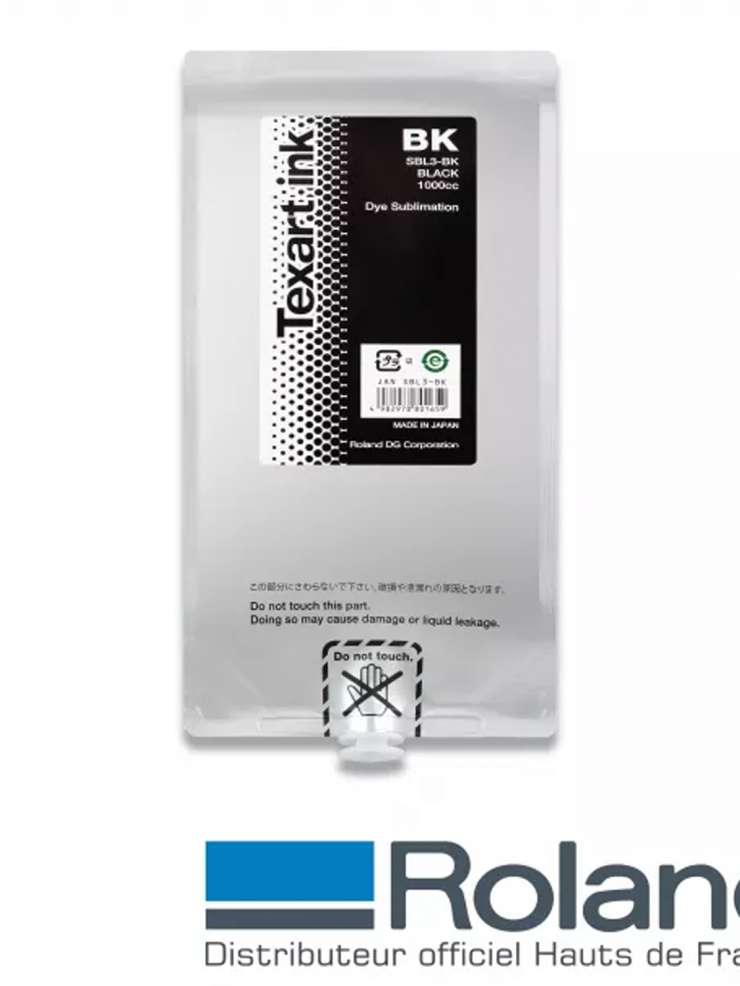 Texart ink
BK
SBL3-BK
BLACK
1000cc
Dye Sublimation
JAN SBL3-BK
MADE IN JAPAN
Roland DG Corporation
この部分にさわらないで下さい。破損や液漏れの原因となります。
Do not touch this part.
Doing so may cause damage or liquid leakage.
Do not touch.
Rolan
Distributeur officiel Hauts de Fra